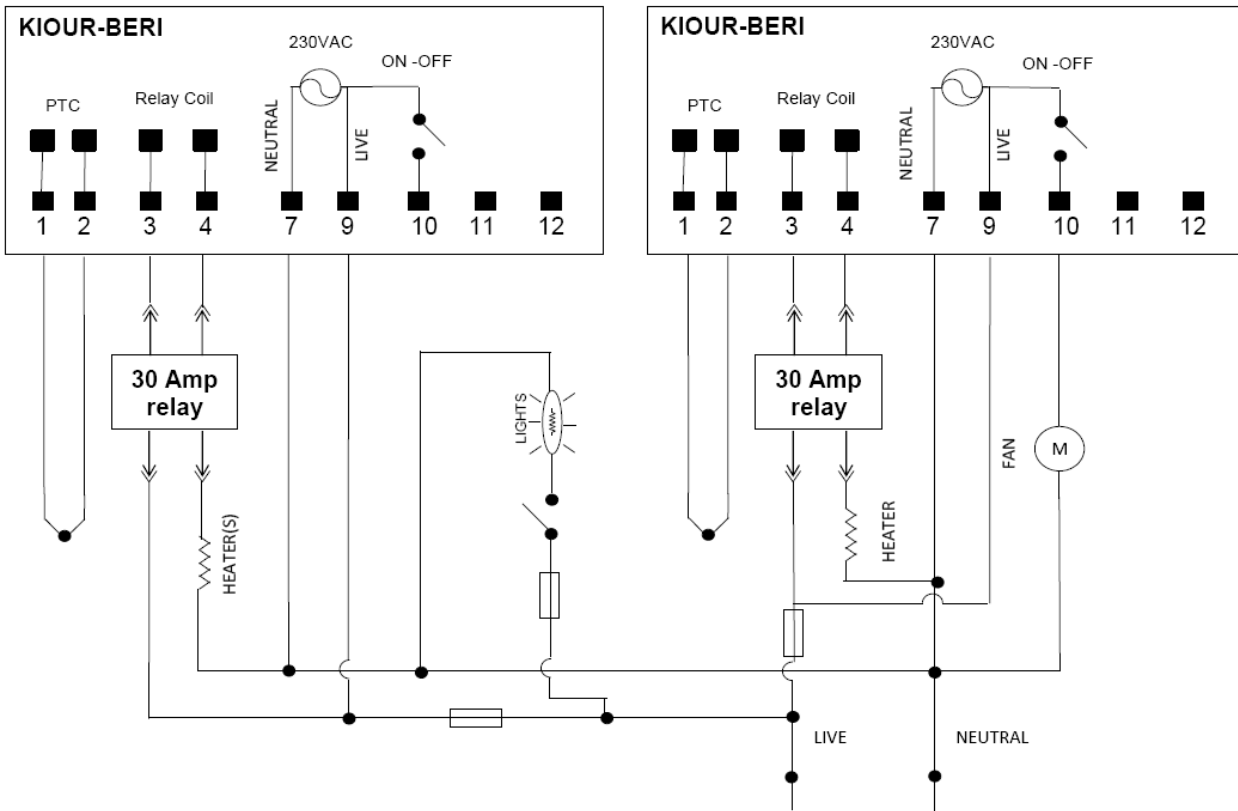 KIOUR-BERI
230VAC
ON -OFF
PTC
Relay Coil
NEUTRAL
LIVE
1 2 3 4 7 9 10 11 12
30 Amp
relay
HEATER(S)
LIGHTS
KIOUR-BERI
230VAC
ON -OFF
PTC
Relay Coil
NEUTRAL
LIVE
1 2 3 4 7 9 10 11 12
30 Amp
relay
HEATER
FAN
M
LIVE
NEUTRAL